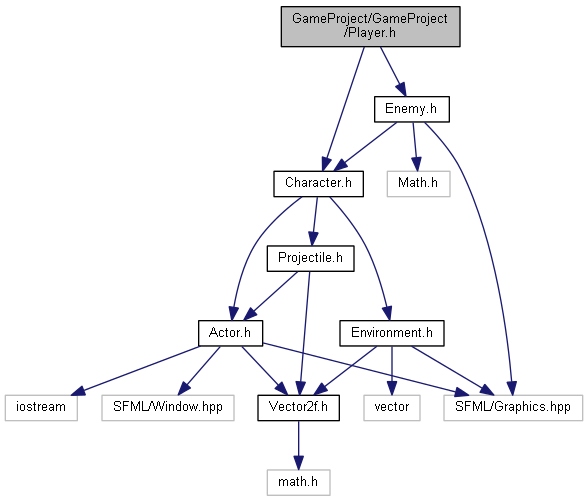 GameProject/GameProject
/Player.h
Enemy.h
Character.h
Math.h
Projectile.h
Actor.h
Environment.h
iostream
SFML/Window.hpp
Vector2f.h
vector
SFML/Graphics.hpp
math.h